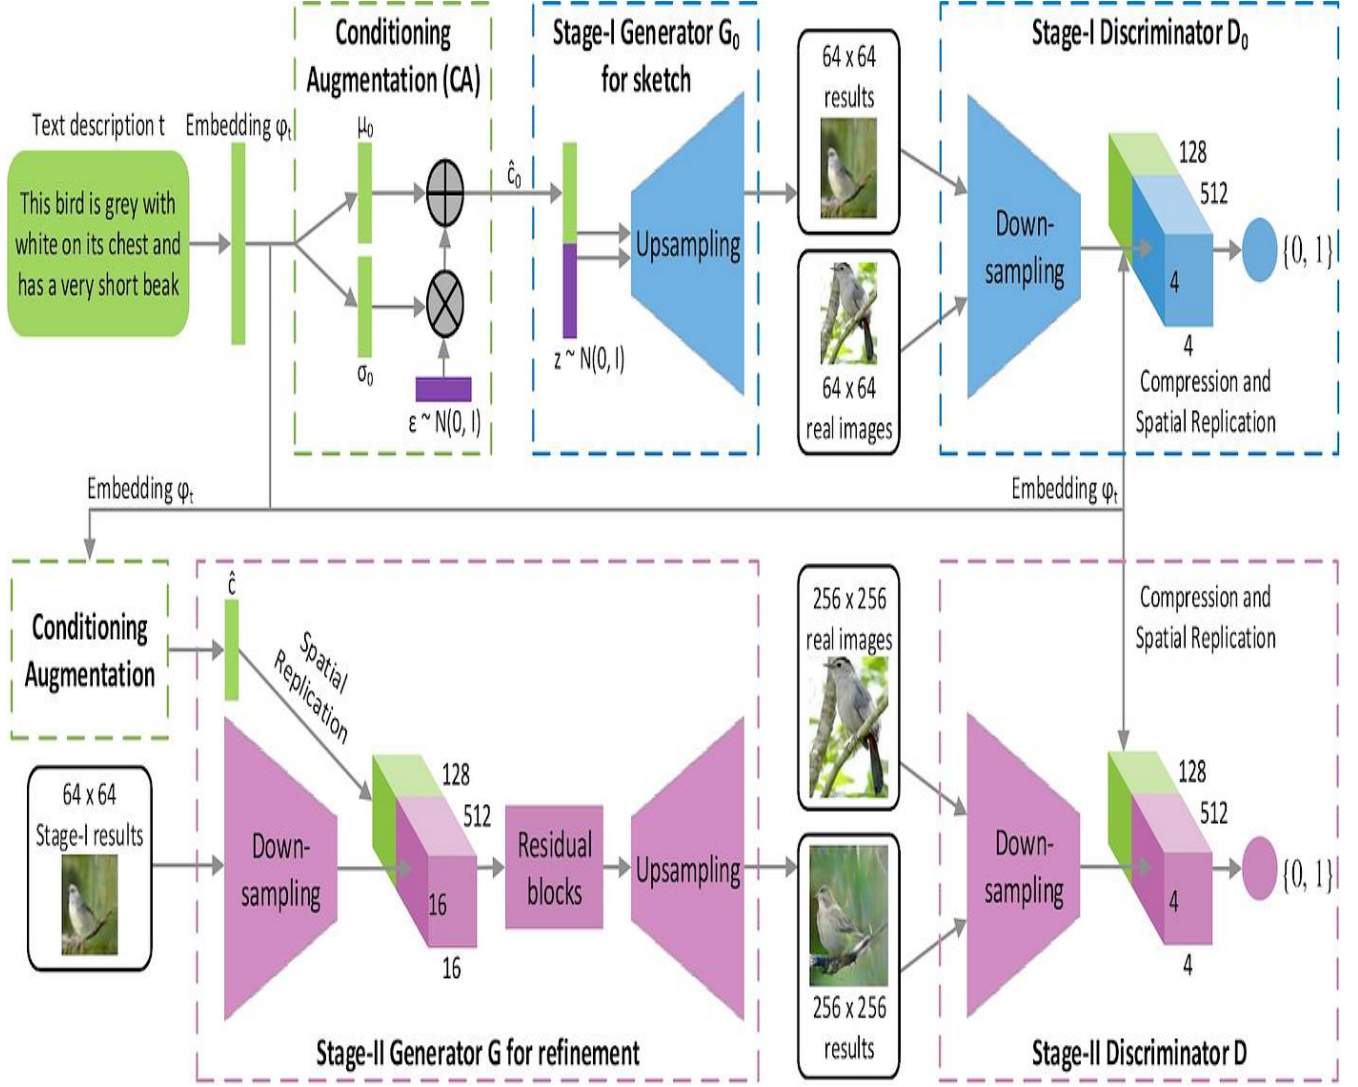 Conditioning
Augmentation (CA)
Stage-I Generator G₀
for sketch
64 x 64
results
Stage-I Discriminator D₀
Text description t
Embedding φₜ
μ₀
ĉ₀
128
512
This bird is grey with
white on its chest and
has a very short beak
Upsampling
Down-
sampling
{0, 1}
4
4
σ₀
ε ~ N(0, I)
z ~ N(0, I)
64 x 64
real images
Compression and
Spatial Replication
Embedding φₜ
Embedding φₜ
Conditioning
Augmentation
ĉ
Spatial
Replication
256 x 256
real images
Compression and
Spatial Replication
64 x 64
Stage-I results
Down-
sampling
128
512
16
16
Residual
blocks
Upsampling
256 x 256
results
Down-
sampling
128
512
4
4
{0, 1}
Stage-II Generator G for refinement
Stage-II Discriminator D